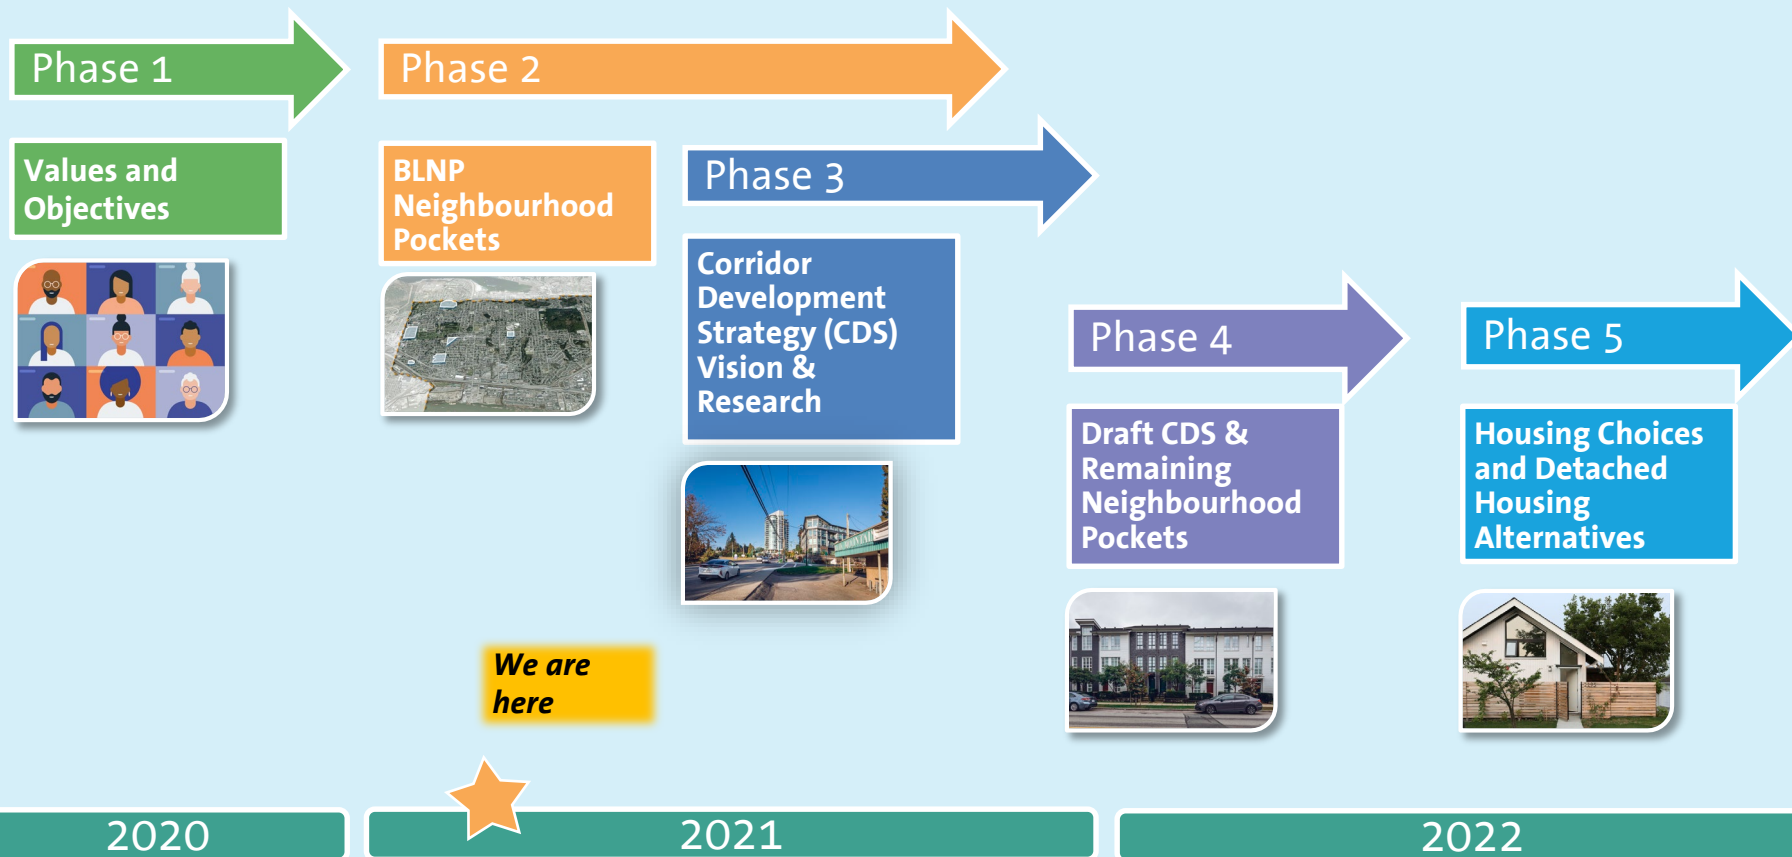 Phase 1
Values and
Objectives
Phase 2
BLNP
Neighbourhood
Pockets
Phase 3
Corridor
Development
Strategy (CDS)
Vision &
Research
Phase 4
Draft CDS &
Remaining
Neighbourhood
Pockets
Phase 5
Housing Choices
and Detached
Housing
Alternatives
We are
here
2020
2021
2022